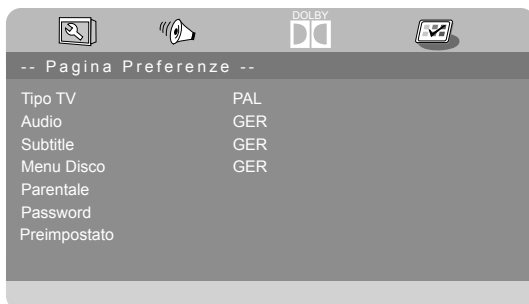 DOLBY
-- Pagina Preferenze --
Tipo TV PAL
Audio GER
Subtitle GER
Menu Disco GER
Parentale
Password
Preimpostato